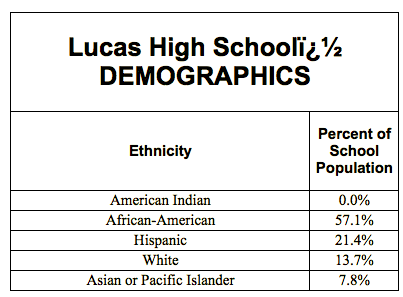 Lucas High Schoolï¿½
DEMOGRAPHICS
Ethnicity
Percent of
School
Population
American Indian 0.0%
African-American 57.1%
Hispanic 21.4%
White 13.7%
Asian or Pacific Islander 7.8%